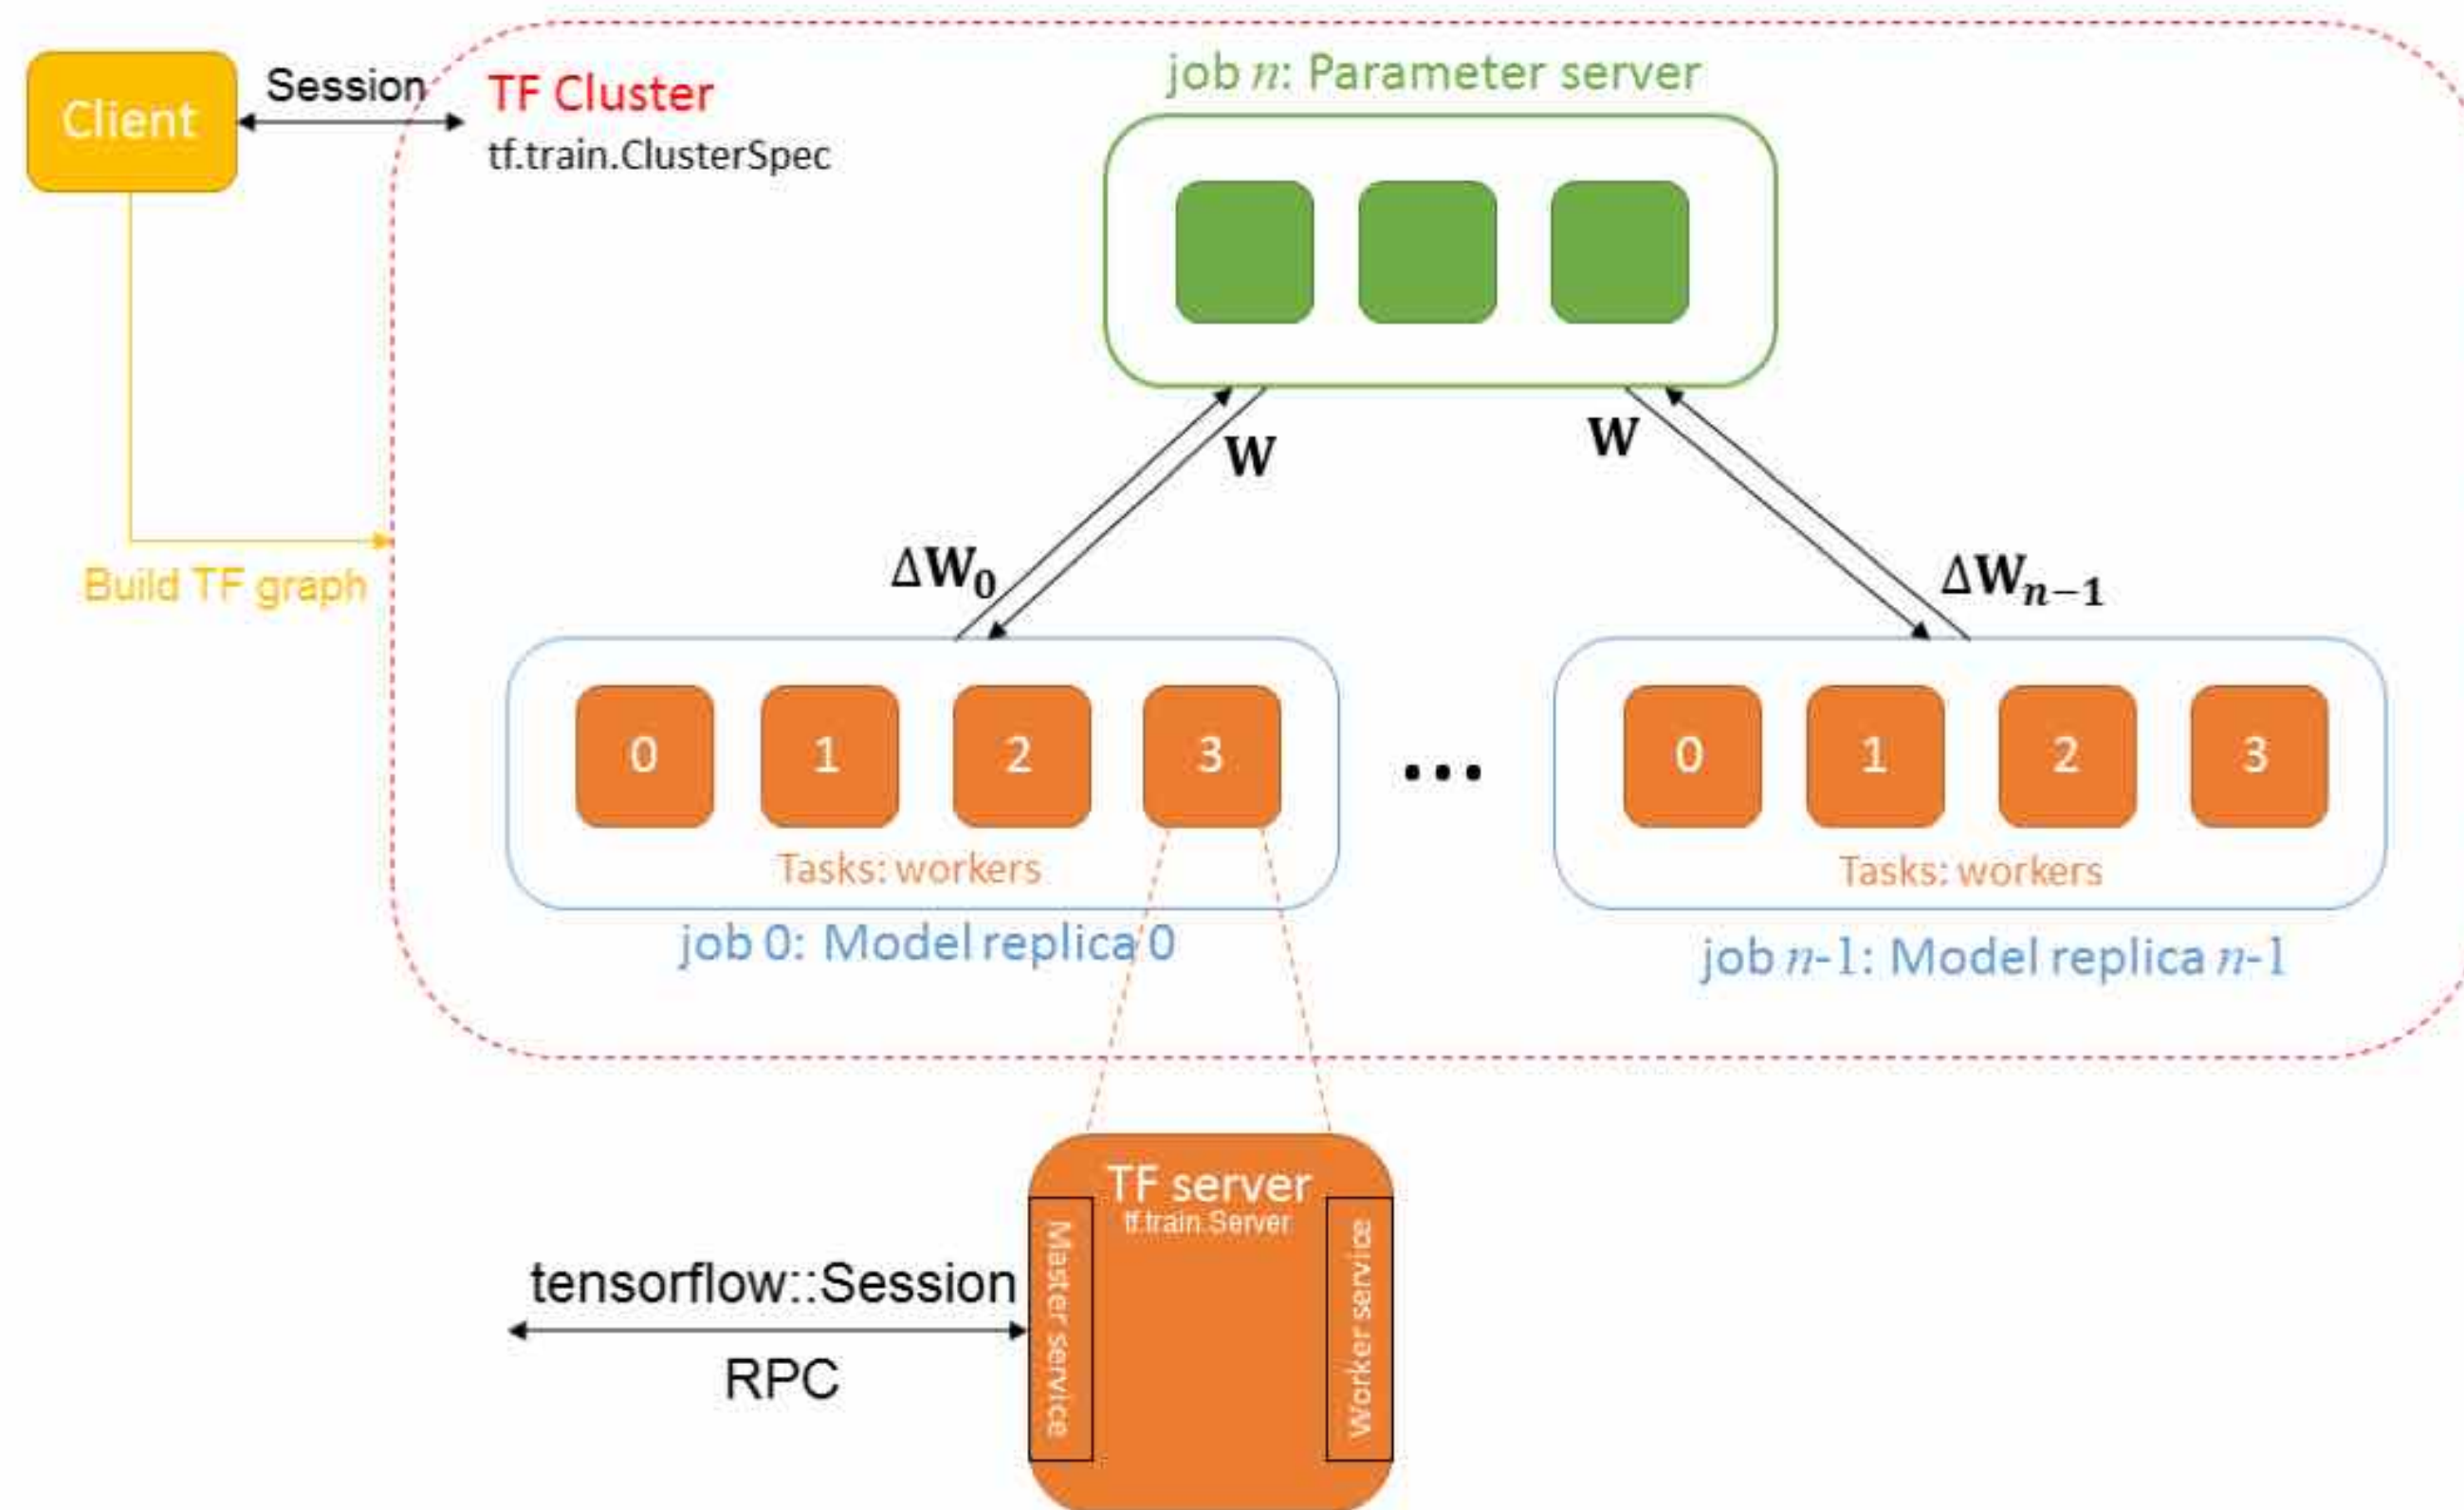 Client
Session
TF Cluster
tf.train.ClusterSpec
job n: Parameter server
W
W
ΔW₀
ΔWₙ₋₁
Build TF graph
0 1 2 3
Tasks: workers
job 0: Model replica 0
...
0 1 2 3
Tasks: workers
job n-1: Model replica n-1
TF server
tf.train.Server
Master service
Worker service
tensorflow::Session
RPC